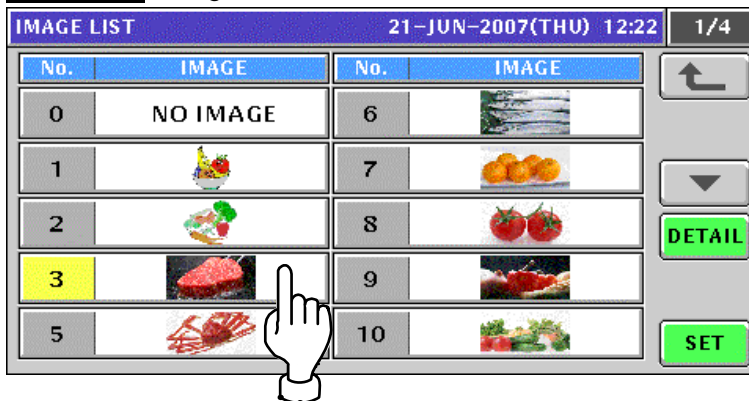 IMAGE LIST 21-JUN-2007(THU) 12:22 1/4
No. IMAGE No. IMAGE
0 NO IMAGE 6
1 7
2 8
DETAIL
3 9
5 10
SET